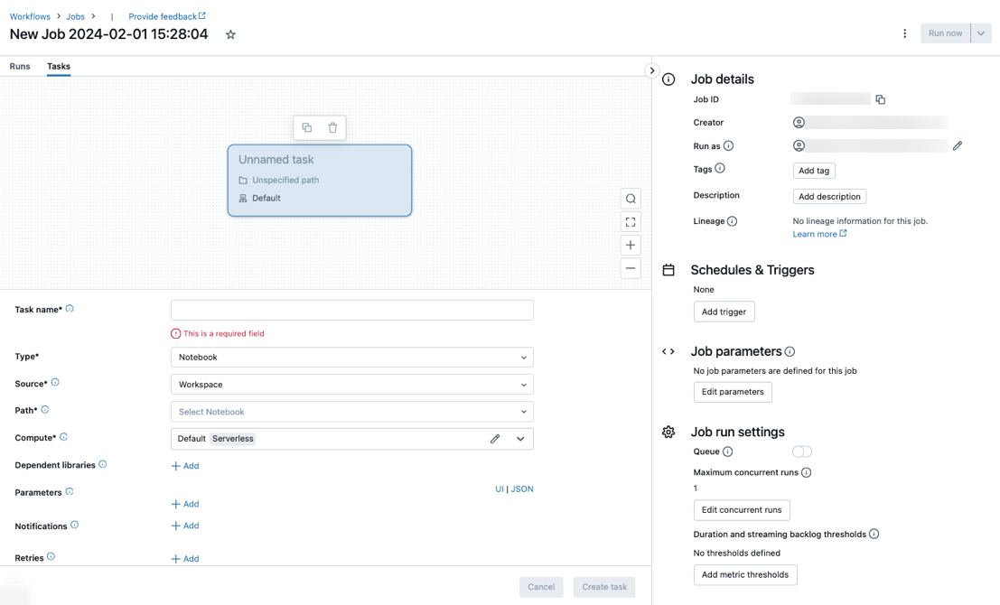 Workflows > Jobs > | Provide feedback
New Job 2024-02-01 15:28:04
Run now
Runs Tasks
Unnamed task
Unspecified path
Default
Task name*
This is a required field
Type* Notebook
Source* Workspace
Path* Select Notebook
Compute* Default Serverless
Dependent libraries + Add
Parameters UI | JSON
+ Add
Notifications + Add
Retries + Add
Cancel Create task
Job details
Job ID
Creator
Run as
Tags Add tag
Description Add description
Lineage No lineage information for this job.
Learn more
Schedules & Triggers
None
Add trigger
Job parameters
No job parameters are defined for this job
Edit parameters
Job run settings
Queue
Maximum concurrent runs
1
Edit concurrent runs
Duration and streaming backlog thresholds
No thresholds defined
Add metric thresholds